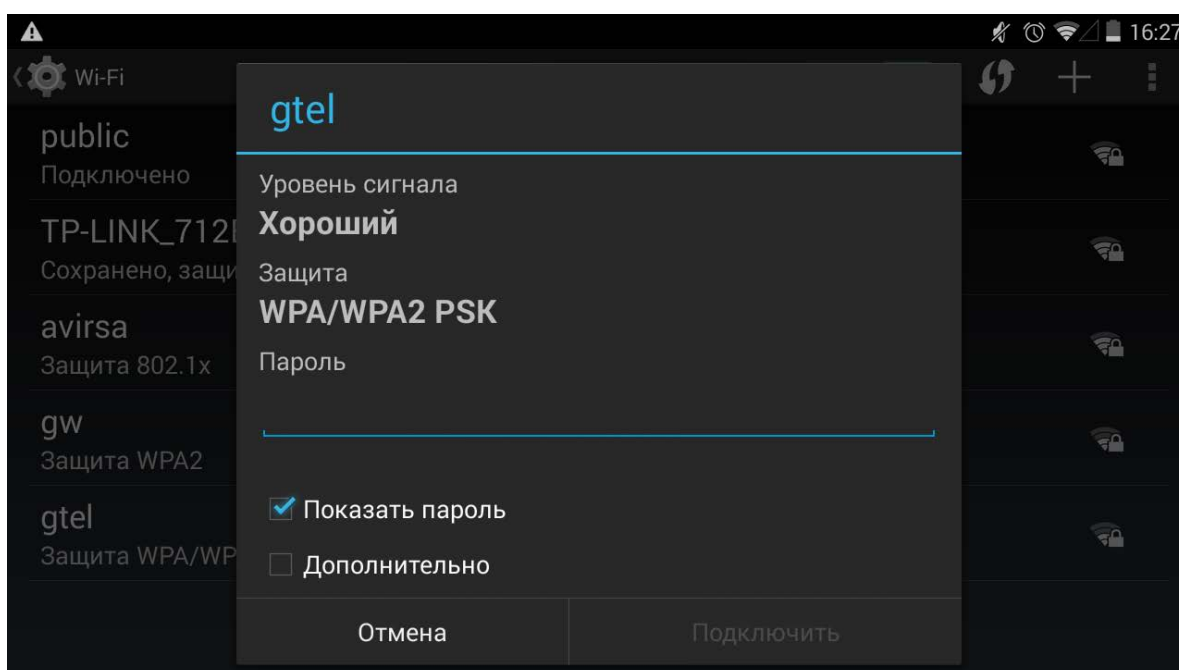 16:27
Wi-Fi
gtel
public
Подключено
Уровень сигнала
Хороший
TP-LINK_712
Сохранено, защи
Защита
WPA/WPA2 PSK
avirsa
Защита 802.1x
Пароль
gw
Защита WPA2
Показать пароль
gtel
Защита WPA/WP
Дополнительно
Отмена
Подключить